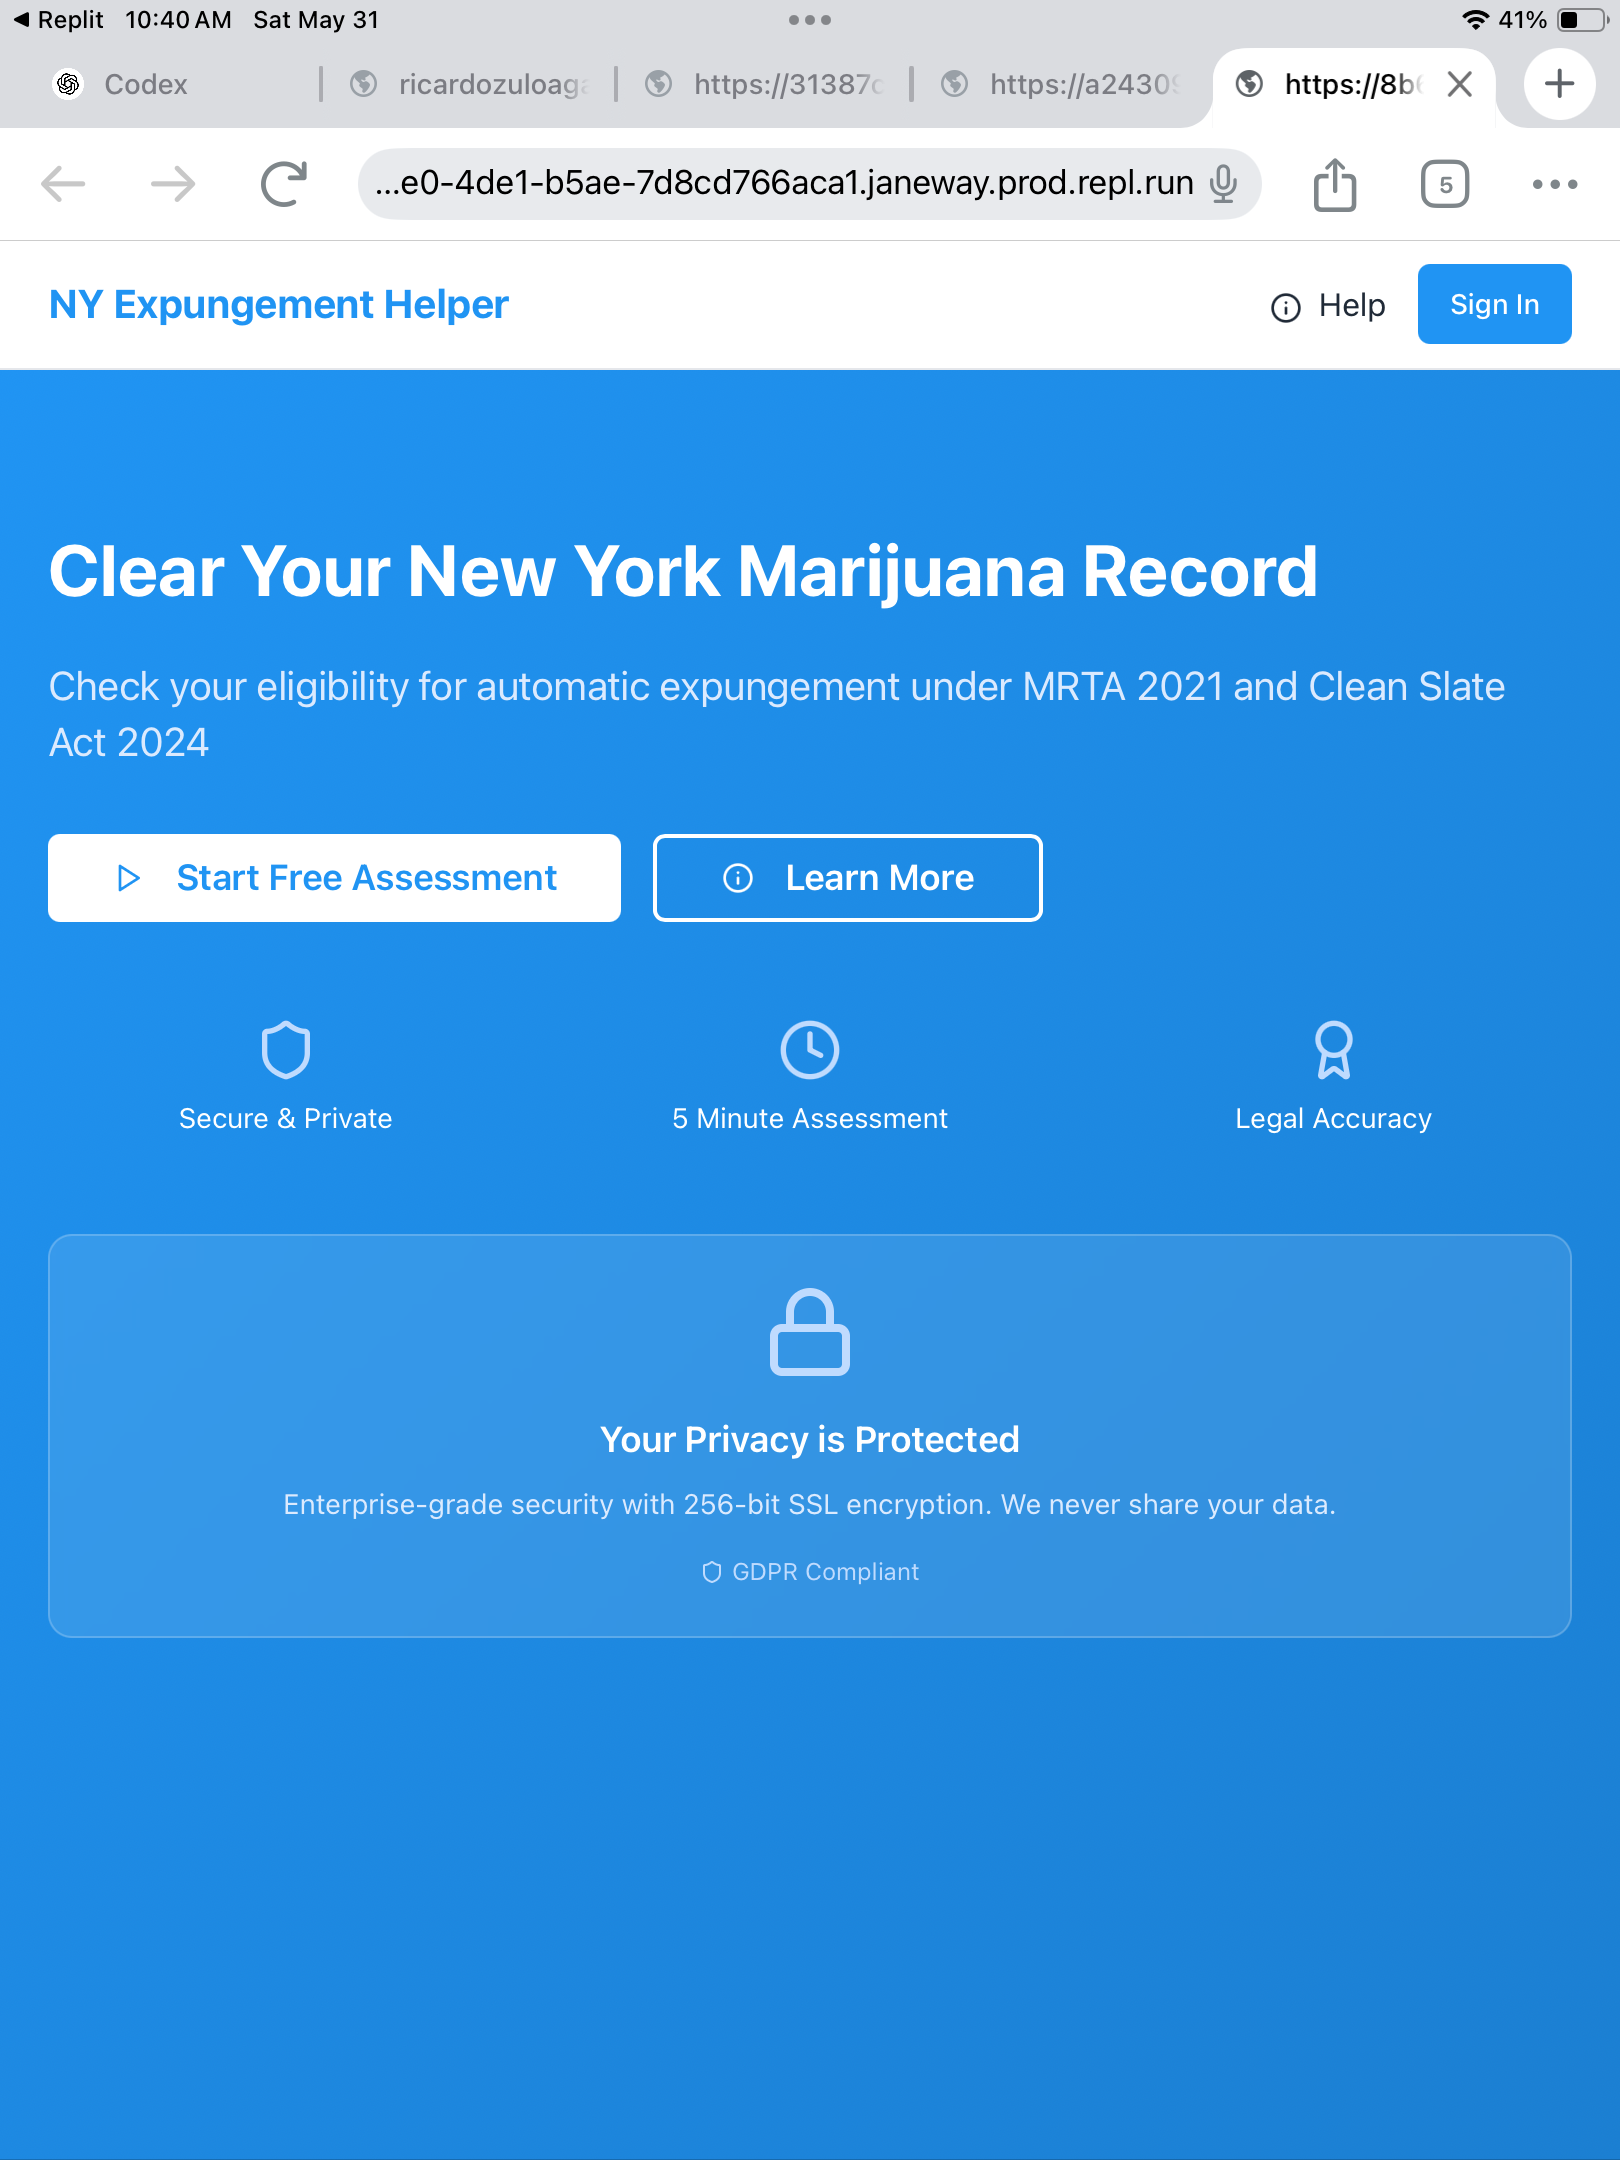 Replit 10:40 AM Sat May 31 41%
Codex ricardozuloaga https://31387c https://a24309 https://8b6
...e0-4de1-b5ae-7d8cd766aca1.janeway.prod.repl.run 5
NY Expungement Helper Help Sign In
Clear Your New York Marijuana Record
Check your eligibility for automatic expungement under MRTA 2021 and Clean Slate
Act 2024
Start Free Assessment Learn More
Secure & Private 5 Minute Assessment Legal Accuracy
Your Privacy is Protected
Enterprise-grade security with 256-bit SSL encryption. We never share your data.
GDPR Compliant